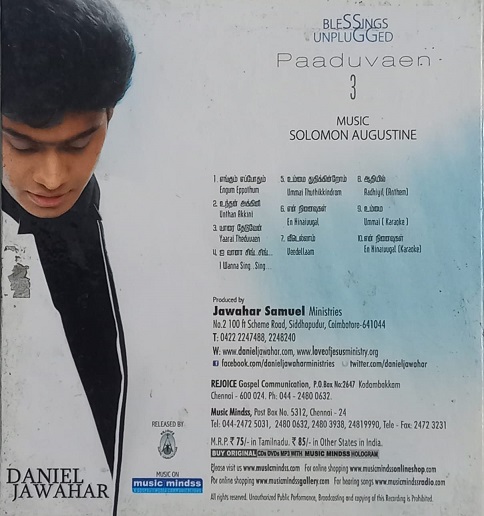 BLESSINGS
UNPLUGGED
Paaduvaen
3
MUSIC
SOLOMON AUGUSTINE
1. எங்கும் எப்போதும்
Engum Eppothum
2. உந்தன் அக்கினி
Unthan Akkini
3. யாரை தேடுவேன்
Yaarai Theduvaen
4. ஐ வானா சிங். சிங்...
I Wanna Sing..Sing...
5. உம்மை துதிக்கின்றோம்
Ummai Thuthikkindrom
6. என் நினைவுகள்
En Ninaivugal
7. வீடெல்லாம்
Veedellaam
8. ஆதியில்
Aadhiyil (Anthem)
9. உம்மை
Ummai ( Karaoke )
10. என் நினைவுகள்
En Ninaivugal (Karaoke)
Produced by
Jawahar Samuel Ministries
No.2 100 ft Scheme Road, Siddhapudur, Coimbatore-641044
T: 0422 2247488, 2248240
W: www.danieljawahar.com, www.loveofjesusministry.org
facebook.com/danieljawaharministries twitter.com/danieljawahar
REJOICE Gospel Communication, P.O.Box No:2647 Kodambakkam
Chennai - 600 024. Ph: 044 - 2480 0632.
Music Mindss, Post Box No. 5312, Chennai - 24
Tel: 044-2472 5031, 2480 0632, 2480 3938, 24819990, Tele - Fax: 2472 3231
M.R.P. ₹ 75/- in Tamilnadu. ₹ 85/- in Other States in India.
BUY ORIGINAL CDs DVDs MP3 WITH MUSIC MINDSS HOLOGRAM
Please visit us www.musicmindss.com For online shopping www.musicmindssonlineshop.com
For online shopping www.musicmindssgallery.com For hearing songs www.musicmindssradio.com
All rights reserved. Unauthorized Public Performance, Broadcasting and copying of this Recording is Prohibited.
RELEASED BY
MUSIC ON
music mindss
DANIEL
JAWAHAR